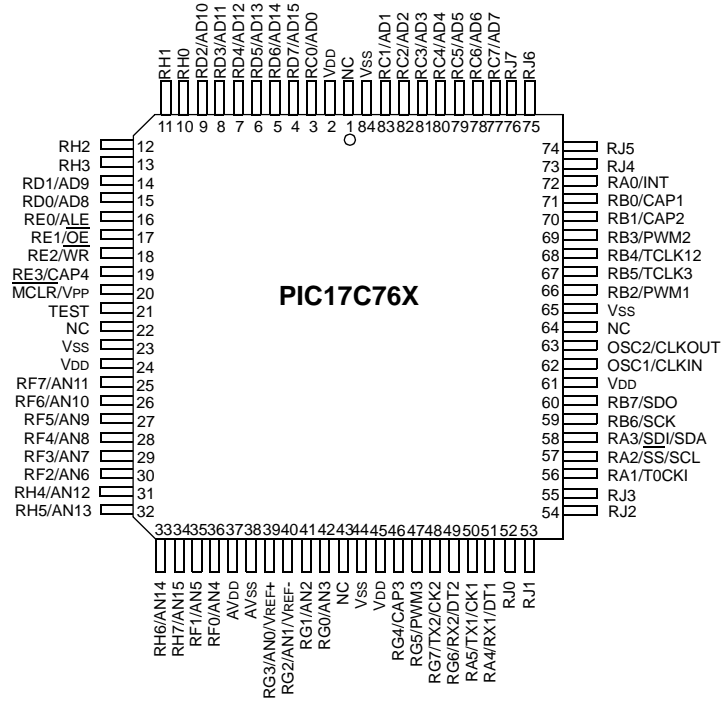 RH1
RH0
RD2/AD10
RD3/AD11
RD4/AD12
RD5/AD13
RD6/AD14
RD7/AD15
RC0/AD0
VDD
NC
VSS
RC1/AD1
RC2/AD2
RC3/AD3
RC4/AD4
RC5/AD5
RC6/AD6
RC7/AD7
RJ7
RJ6
11 10 9 8 7 6 5 4 3 2 1 84 83 82 81 80 79 78 77 76 75
RH2 12
RH3 13
RD1/AD9 14
RD0/AD8 15
RE0/ALE 16
RE1/OE 17
RE2/WR 18
RE3/CAP4 19
MCLR/VPP 20
TEST 21
NC 22
VSS 23
VDD 24
RF7/AN11 25
RF6/AN10 26
RF5/AN9 27
RF4/AN8 28
RF3/AN7 29
RF2/AN6 30
RH4/AN12 31
RH5/AN13 32
PIC17C76X
74 RJ5
73 RJ4
72 RA0/INT
71 RB0/CAP1
70 RB1/CAP2
69 RB3/PWM2
68 RB4/TCLK12
67 RB5/TCLK3
66 RB2/PWM1
65 VSS
64 NC
63 OSC2/CLKOUT
62 OSC1/CLKIN
61 VDD
60 RB7/SDO
59 RB6/SCK
58 RA3/SDI/SDA
57 RA2/SS/SCL
56 RA1/T0CKI
55 RJ3
54 RJ2
33 34 35 36 37 38 39 40 41 42 43 44 45 46 47 48 49 50 51 52 53
RH6/AN14
RH7/AN15
RF1/AN5
RF0/AN4
AVDD
AVSS
RG3/AN0/VREF+
RG2/AN1/VREF-
RG1/AN2
RG0/AN3
NC
VSS
VDD
RG4/CAP3
RG5/PWM3
RG7/TX2/CK2
RG6/RX2/DT2
RA5/TX1/CK1
RA4/RX1/DT1
RJ0
RJ1